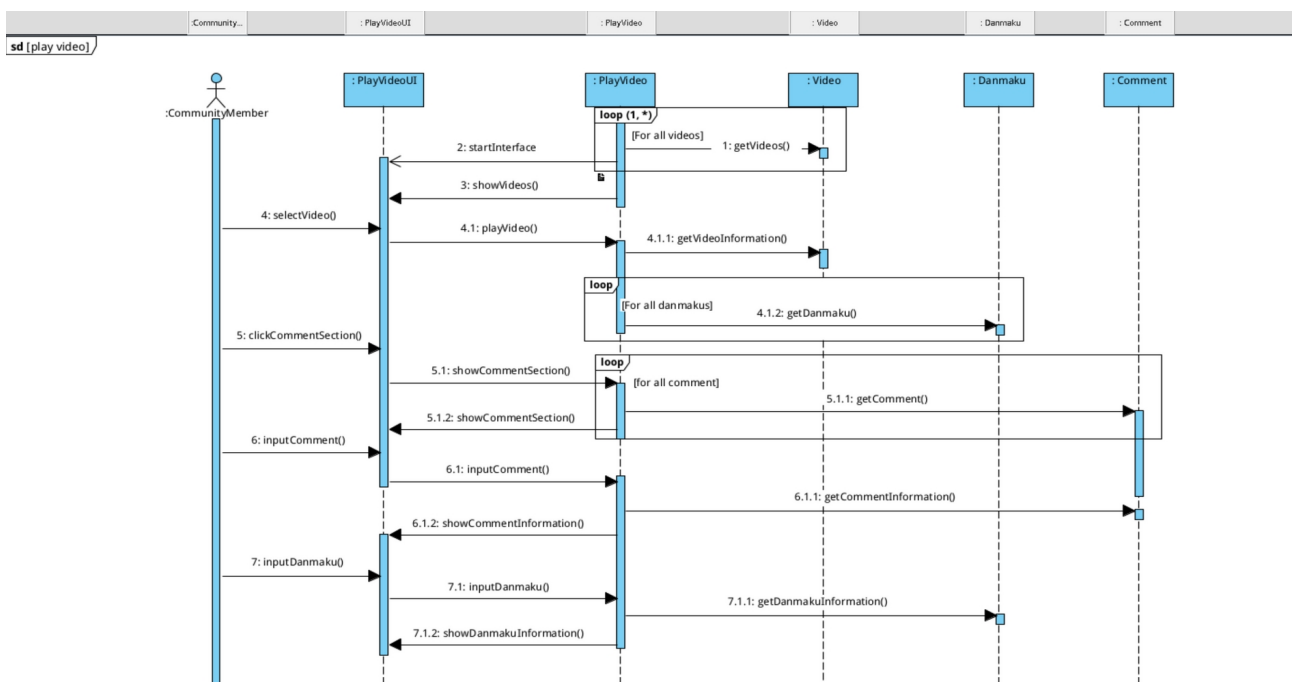 :Community...
: PlayVideoUI
: PlayVideo
: Video
: Danmaku
: Comment
sd [play video]
: PlayVideoUI
: PlayVideo
: Video
: Danmaku
: Comment
:CommunityMember
loop (1, *)
[For all videos]
1: getVideos()
2: startInterface
3: showVideos()
4: selectVideo()
4.1: playVideo()
4.1.1: getVideoInformation()
loop
[For all danmakus]
4.1.2: getDanmaku()
5: clickCommentSection()
loop
5.1: showCommentSection()
[for all comment]
5.1.1: getComment()
5.1.2: showCommentSection()
6: inputComment()
6.1: inputComment()
6.1.1: getCommentInformation()
6.1.2: showCommentInformation()
7: inputDanmaku()
7.1: inputDanmaku()
7.1.1: getDanmakuInformation()
7.1.2: showDanmakuInformation()